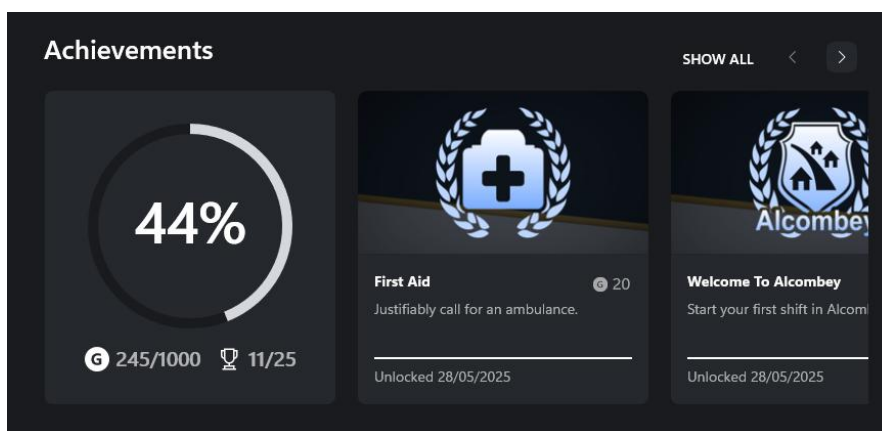 Achievements
SHOW ALL
44%
G 245/1000 11/25
First Aid
G 20
Justifiably call for an ambulance.
Unlocked 28/05/2025
Alcombey
Welcome To Alcombey
Start your first shift in Alcom
Unlocked 28/05/2025